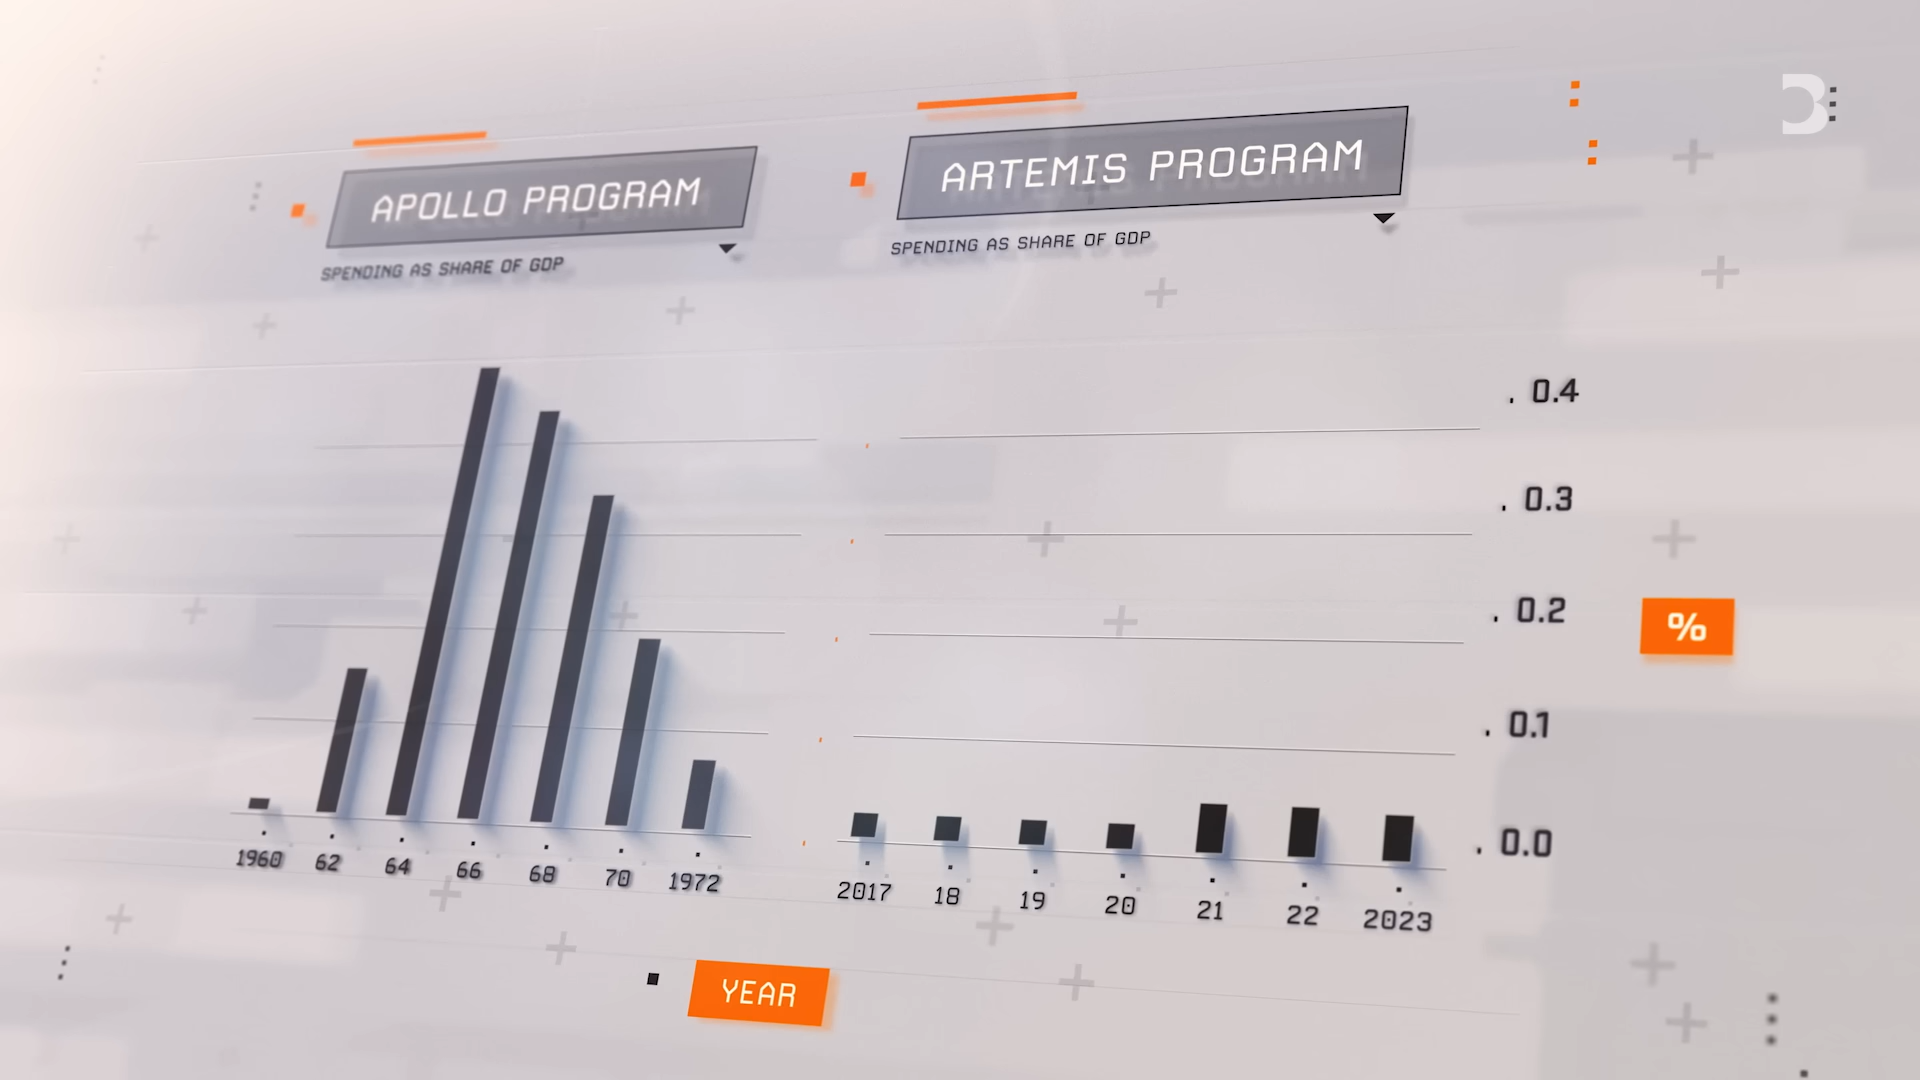 APOLLO PROGRAM
SPENDING AS SHARE OF GDP
ARTEMIS PROGRAM
SPENDING AS SHARE OF GDP
0.4
0.3
0.2
0.1
0.0
%
1960 62 64 66 68 70 1972
2017 18 19 20 21 22 2023
YEAR